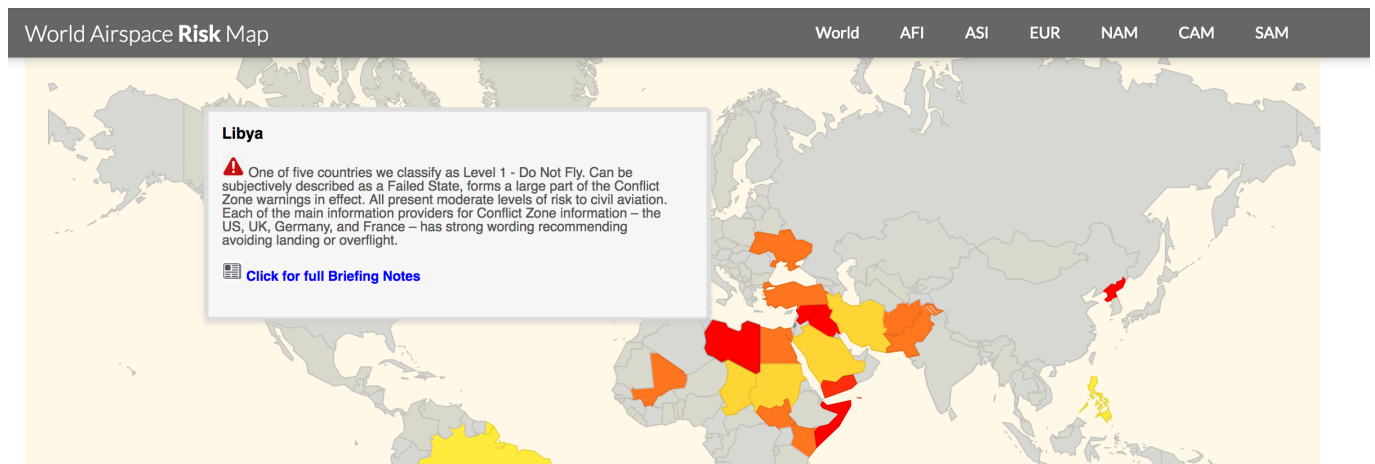 World Airspace Risk Map
World AFI ASI EUR NAM CAM SAM
Libya
One of five countries we classify as Level 1 - Do Not Fly. Can be
subjectively described as a Failed State, forms a large part of the Conflict
Zone warnings in effect. All present moderate levels of risk to civil aviation.
Each of the main information providers for Conflict Zone information – the
US, UK, Germany, and France – has strong wording recommending
avoiding landing or overflight.
Click for full Briefing Notes